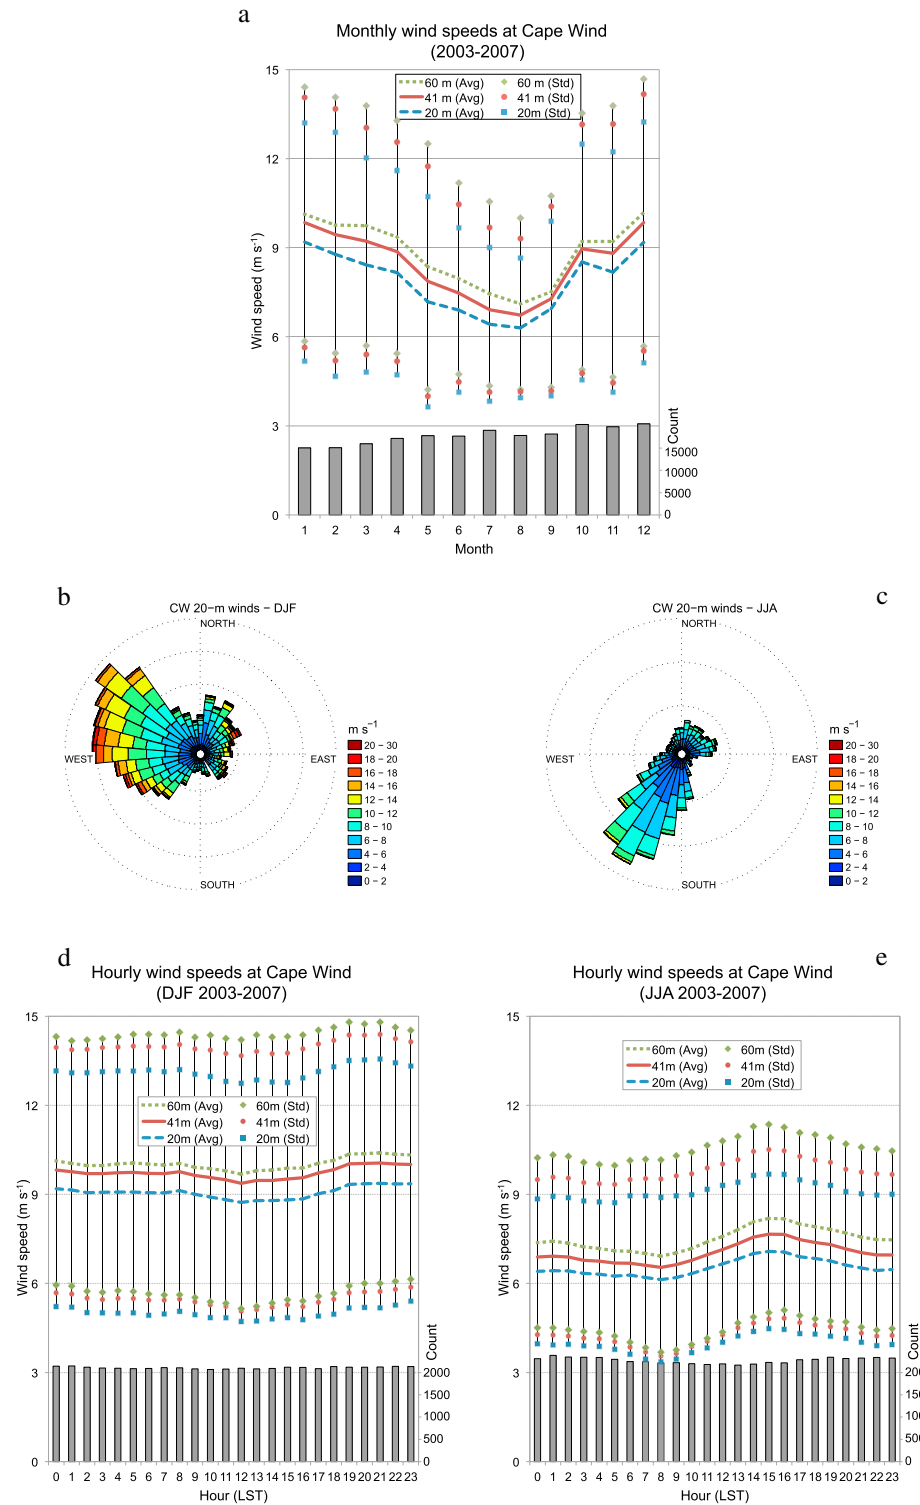 a
Monthly wind speeds at Cape Wind
(2003-2007)
60 m (Avg) 60 m (Std)
41 m (Avg) 41 m (Std)
20 m (Avg) 20m (Std)
Wind speed (m s⁻¹)
15
12
9
6
3
0
Count
15000
10000
5000
0
1 2 3 4 5 6 7 8 9 10 11 12
Month
b
CW 20−m winds − DJF
NORTH
WEST
EAST
SOUTH
m s⁻¹
20 − 30
18 − 20
16 − 18
14 − 16
12 − 14
10 − 12
8 − 10
6 − 8
4 − 6
2 − 4
0 − 2
c
CW 20−m winds − JJA
NORTH
WEST
EAST
SOUTH
m s⁻¹
20 − 30
18 − 20
16 − 18
14 − 16
12 − 14
10 − 12
8 − 10
6 − 8
4 − 6
2 − 4
0 − 2
d
Hourly wind speeds at Cape Wind
(DJF 2003-2007)
60m (Avg) 60m (Std)
41m (Avg) 41m (Std)
20m (Avg) 20m (Std)
Wind speed (m s⁻¹)
15
12
9
6
3
0
Count
2000
1500
1000
500
0
0 1 2 3 4 5 6 7 8 9 10 11 12 13 14 15 16 17 18 19 20 21 22 23
Hour (LST)
e
Hourly wind speeds at Cape Wind
(JJA 2003-2007)
60m (Avg) 60m (Std)
41m (Avg) 41m (Std)
20m (Avg) 20m (Std)
Wind speed (m s⁻¹)
15
12
9
6
3
0
Count
200
150
100
500
0
0 1 2 3 4 5 6 7 8 9 10 11 12 13 14 15 16 17 18 19 20 21 22 23
Hour (LST)